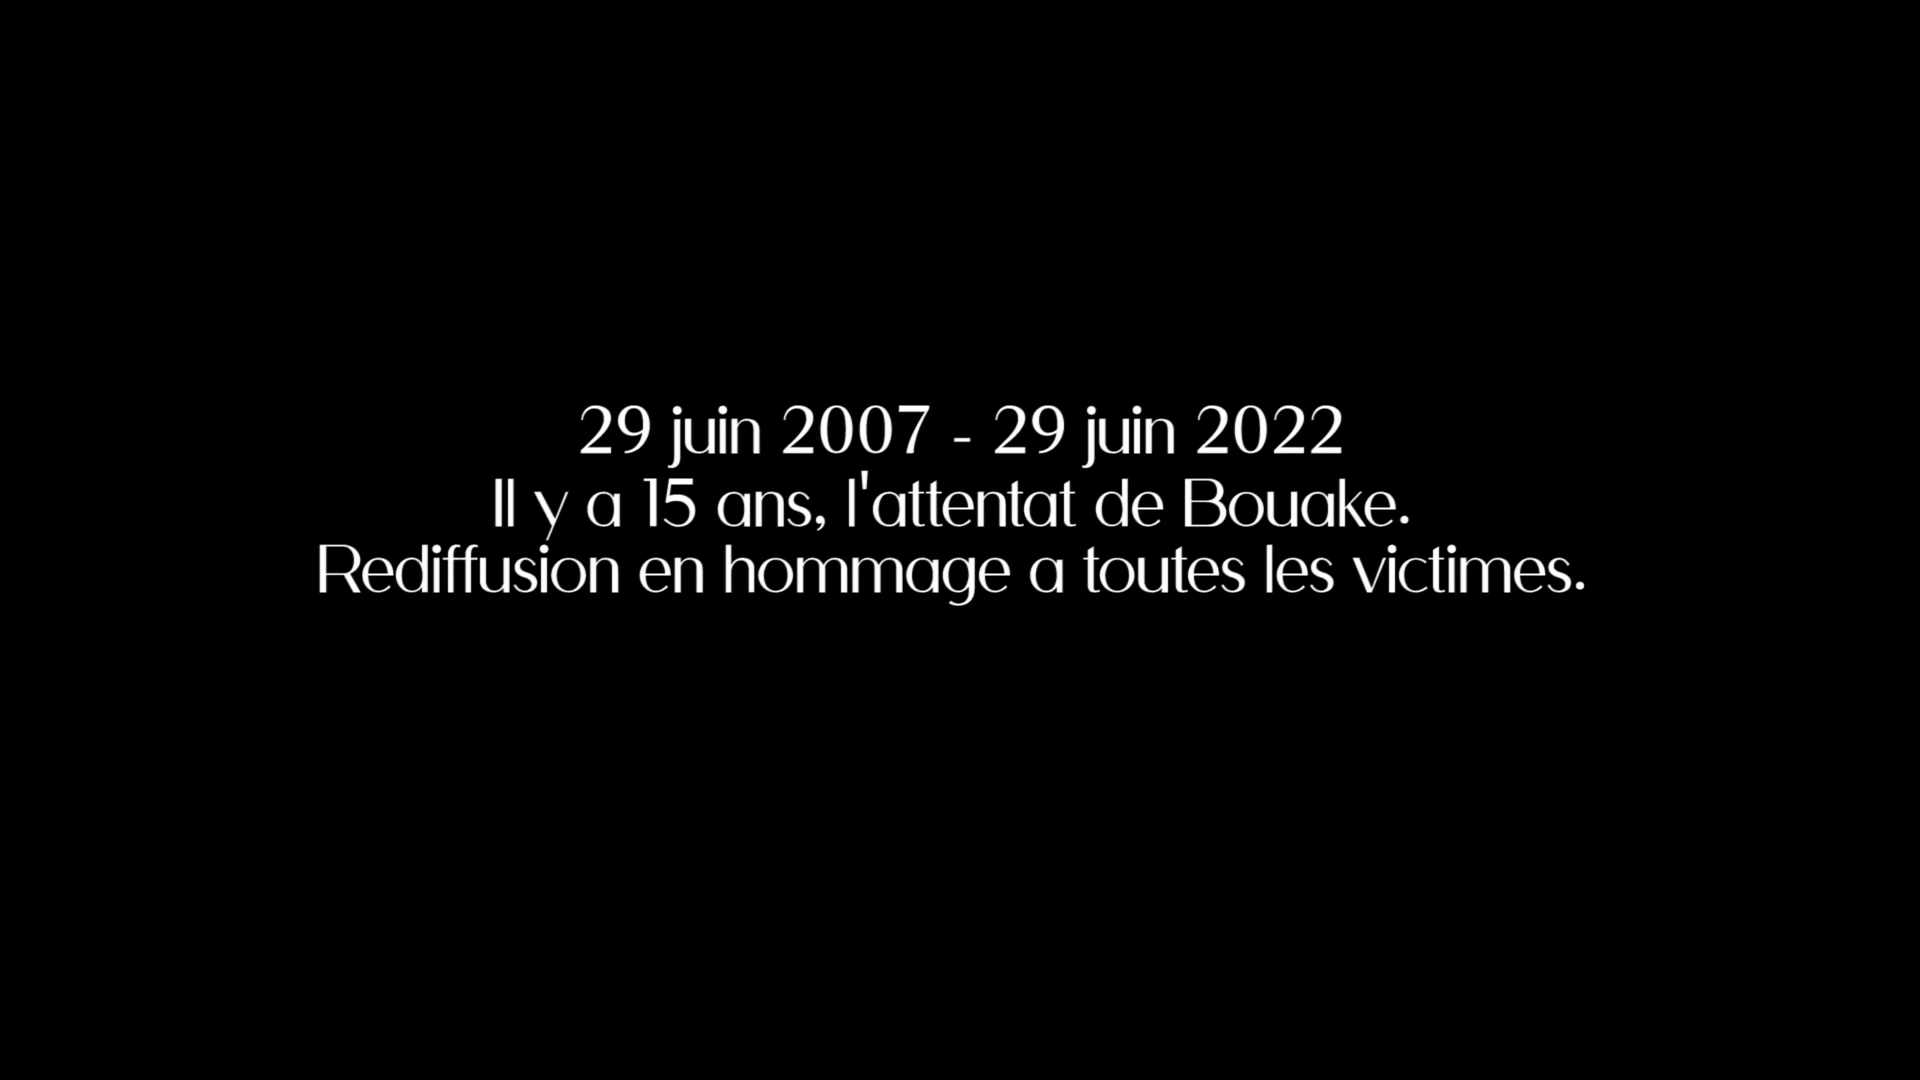 29 juin 2007 - 29 juin 2022
Il y a 15 ans, l'attentat de Bouake.
Rediffusion en hommage a toutes les victimes.